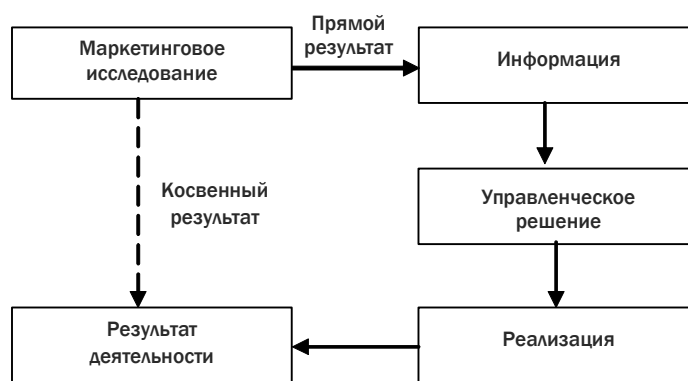 Прямой
результат
Маркетинговое
исследование
Информация
Косвенный
результат
Управленческое
решение
Результат
деятельности
Реализация